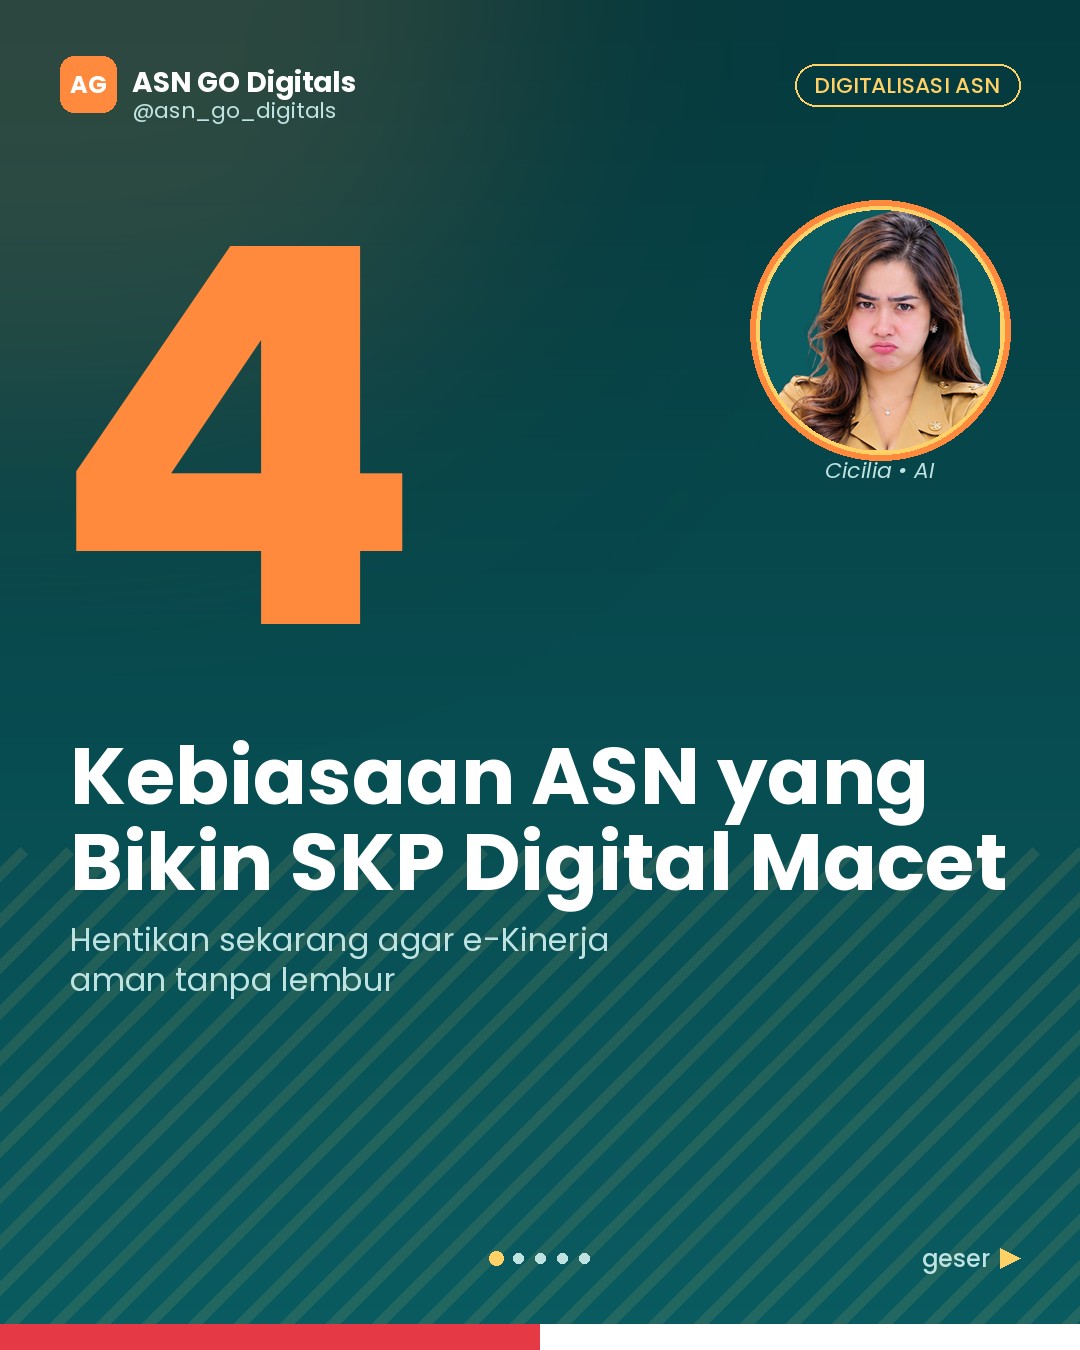 AG
ASN GO Digitals
@asn_go_digitals
DIGITALISASI ASN
4
Cicilia • AI
Kebiasaan ASN yang
Bikin SKP Digital Macet
Hentikan sekarang agar e-Kinerja
aman tanpa lembur
geser